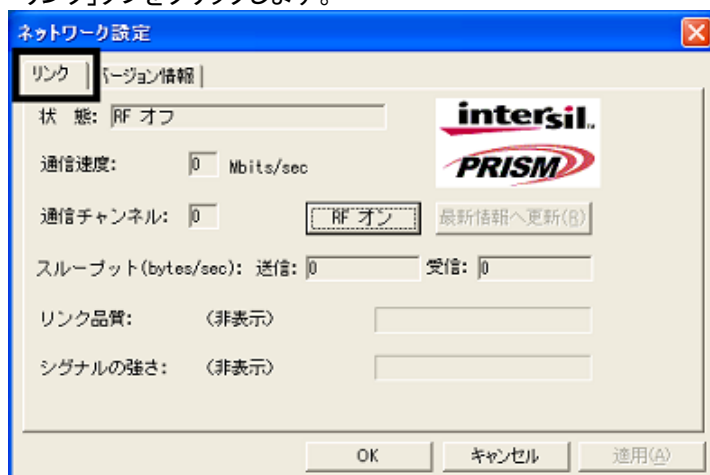 ネットワーク設定
リンク バージョン情報
状 態: RF オフ
intersil.
通信速度: 0 Mbits/sec
PRISM
通信チャンネル: 0 RF オン 最新情報へ更新(R)
スループット(bytes/sec): 送信: 0 受信: 0
リンク品質: (非表示)
シグナルの強さ: (非表示)
OK キャンセル 適用(A)